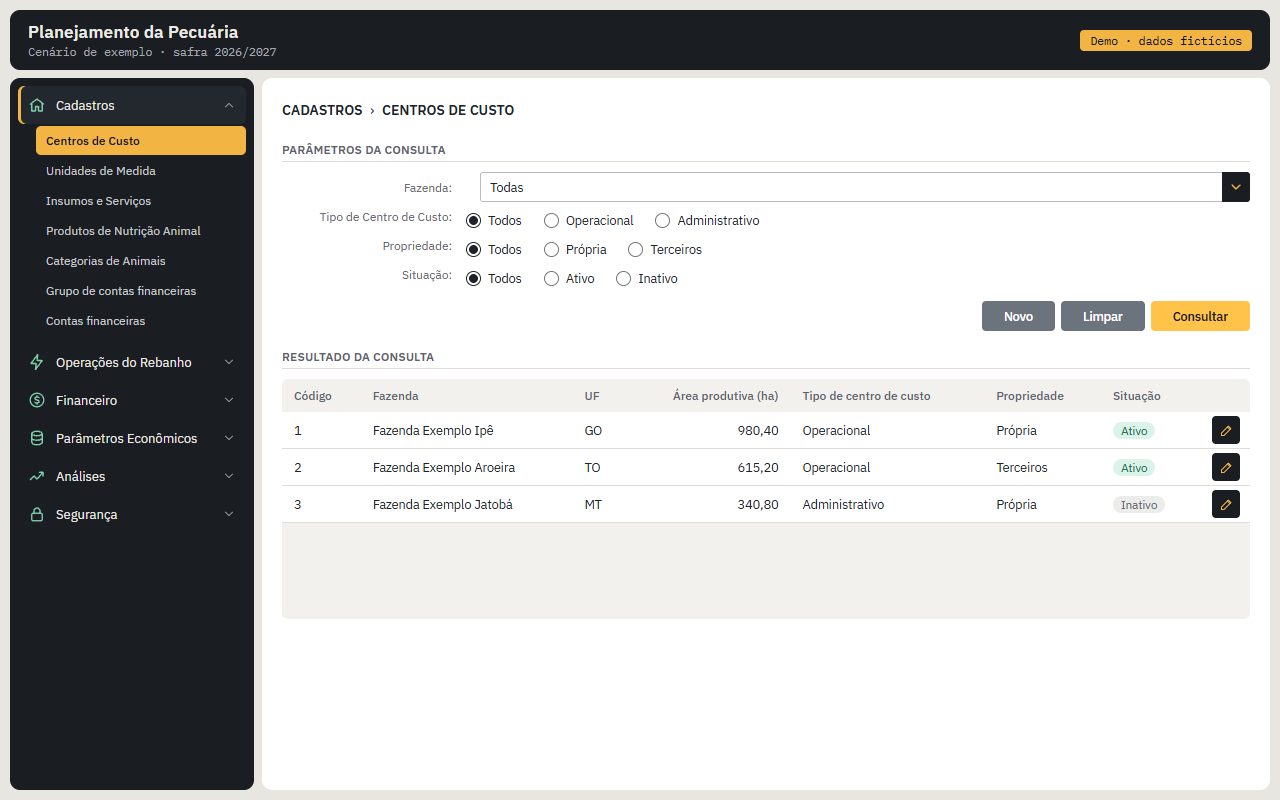 Planejamento da Pecuária
Cenário de exemplo · safra 2026/2027
Demo · dados fictícios
Cadastros
Centros de Custo
Unidades de Medida
Insumos e Serviços
Produtos de Nutrição Animal
Categorias de Animais
Grupo de contas financeiras
Contas financeiras
Operações do Rebanho
Financeiro
Parâmetros Econômicos
Análises
Segurança
CADASTROS › CENTROS DE CUSTO
PARÂMETROS DA CONSULTA
Fazenda: Todas
Tipo de Centro de Custo: Todos Operacional Administrativo
Propriedade: Todos Própria Terceiros
Situação: Todos Ativo Inativo
Novo Limpar Consultar
RESULTADO DA CONSULTA
Código Fazenda UF Área produtiva (ha) Tipo de centro de custo Propriedade Situação
1 Fazenda Exemplo Ipê GO 980,40 Operacional Própria Ativo
2 Fazenda Exemplo Aroeira TO 615,20 Operacional Terceiros Ativo
3 Fazenda Exemplo Jatobá MT 340,80 Administrativo Própria Inativo